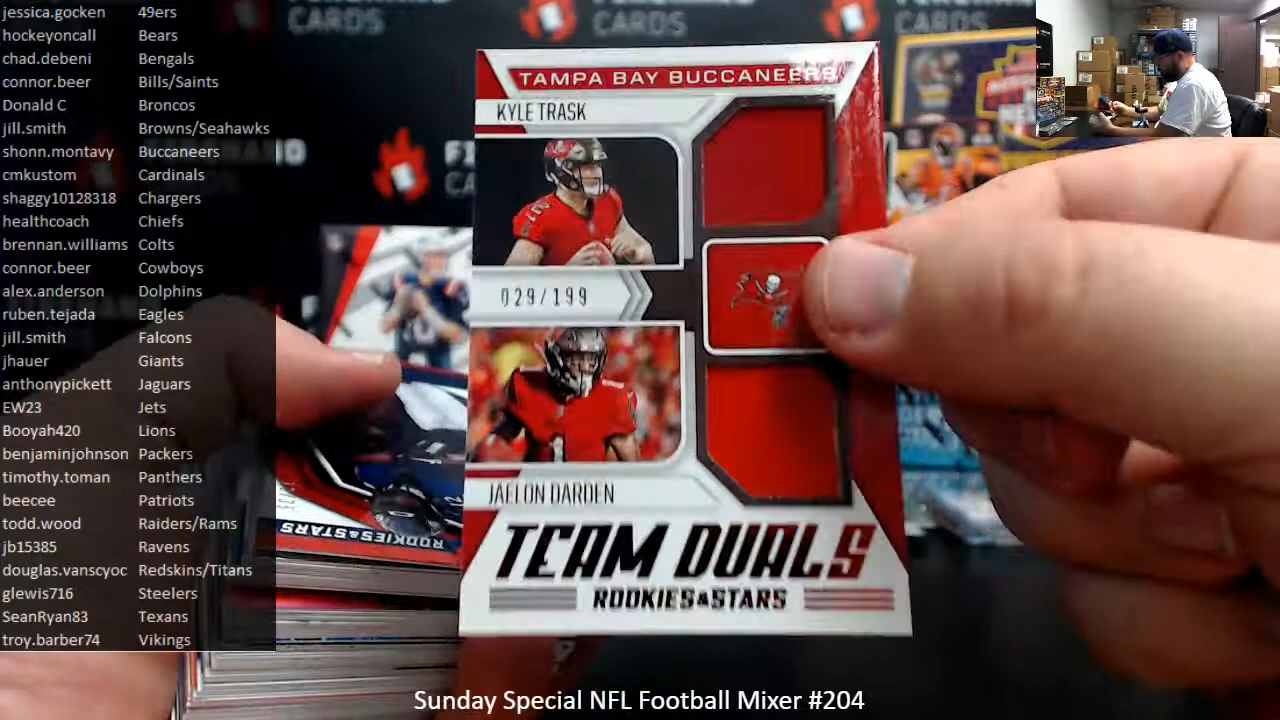 jessica.gocken 49ers
hockeyoncall Bears
chad.debeni Bengals
connor.beer Bills/Saints
Donald C Broncos
jill.smith Browns/Seahawks
shonn.montavy Buccaneers
cmkustom Cardinals
shaggy10128318 Chargers
healthcoach Chiefs
brennan.williams Colts
connor.beer Cowboys
alex.anderson Dolphins
ruben.tejada Eagles
jill.smith Falcons
jhauer Giants
anthonypickett Jaguars
EW23 Jets
Booyah420 Lions
benjaminjohnson Packers
timothy.toman Panthers
beecee Patriots
todd.wood Raiders/Rams
jb15385 Ravens
douglas.vanscyoc Redskins/Titans
glewis716 Steelers
SeanRyan83 Texans
troy.barber74 Vikings
CARDS
CARDS
CARDS
TAMPA BAY BUCCANEERS
KYLE TRASK
029/199
JAELON DARDEN
TEAM DUALS
ROOKIES&STARS
ROOKIES&STARS
Sunday Special NFL Football Mixer #204